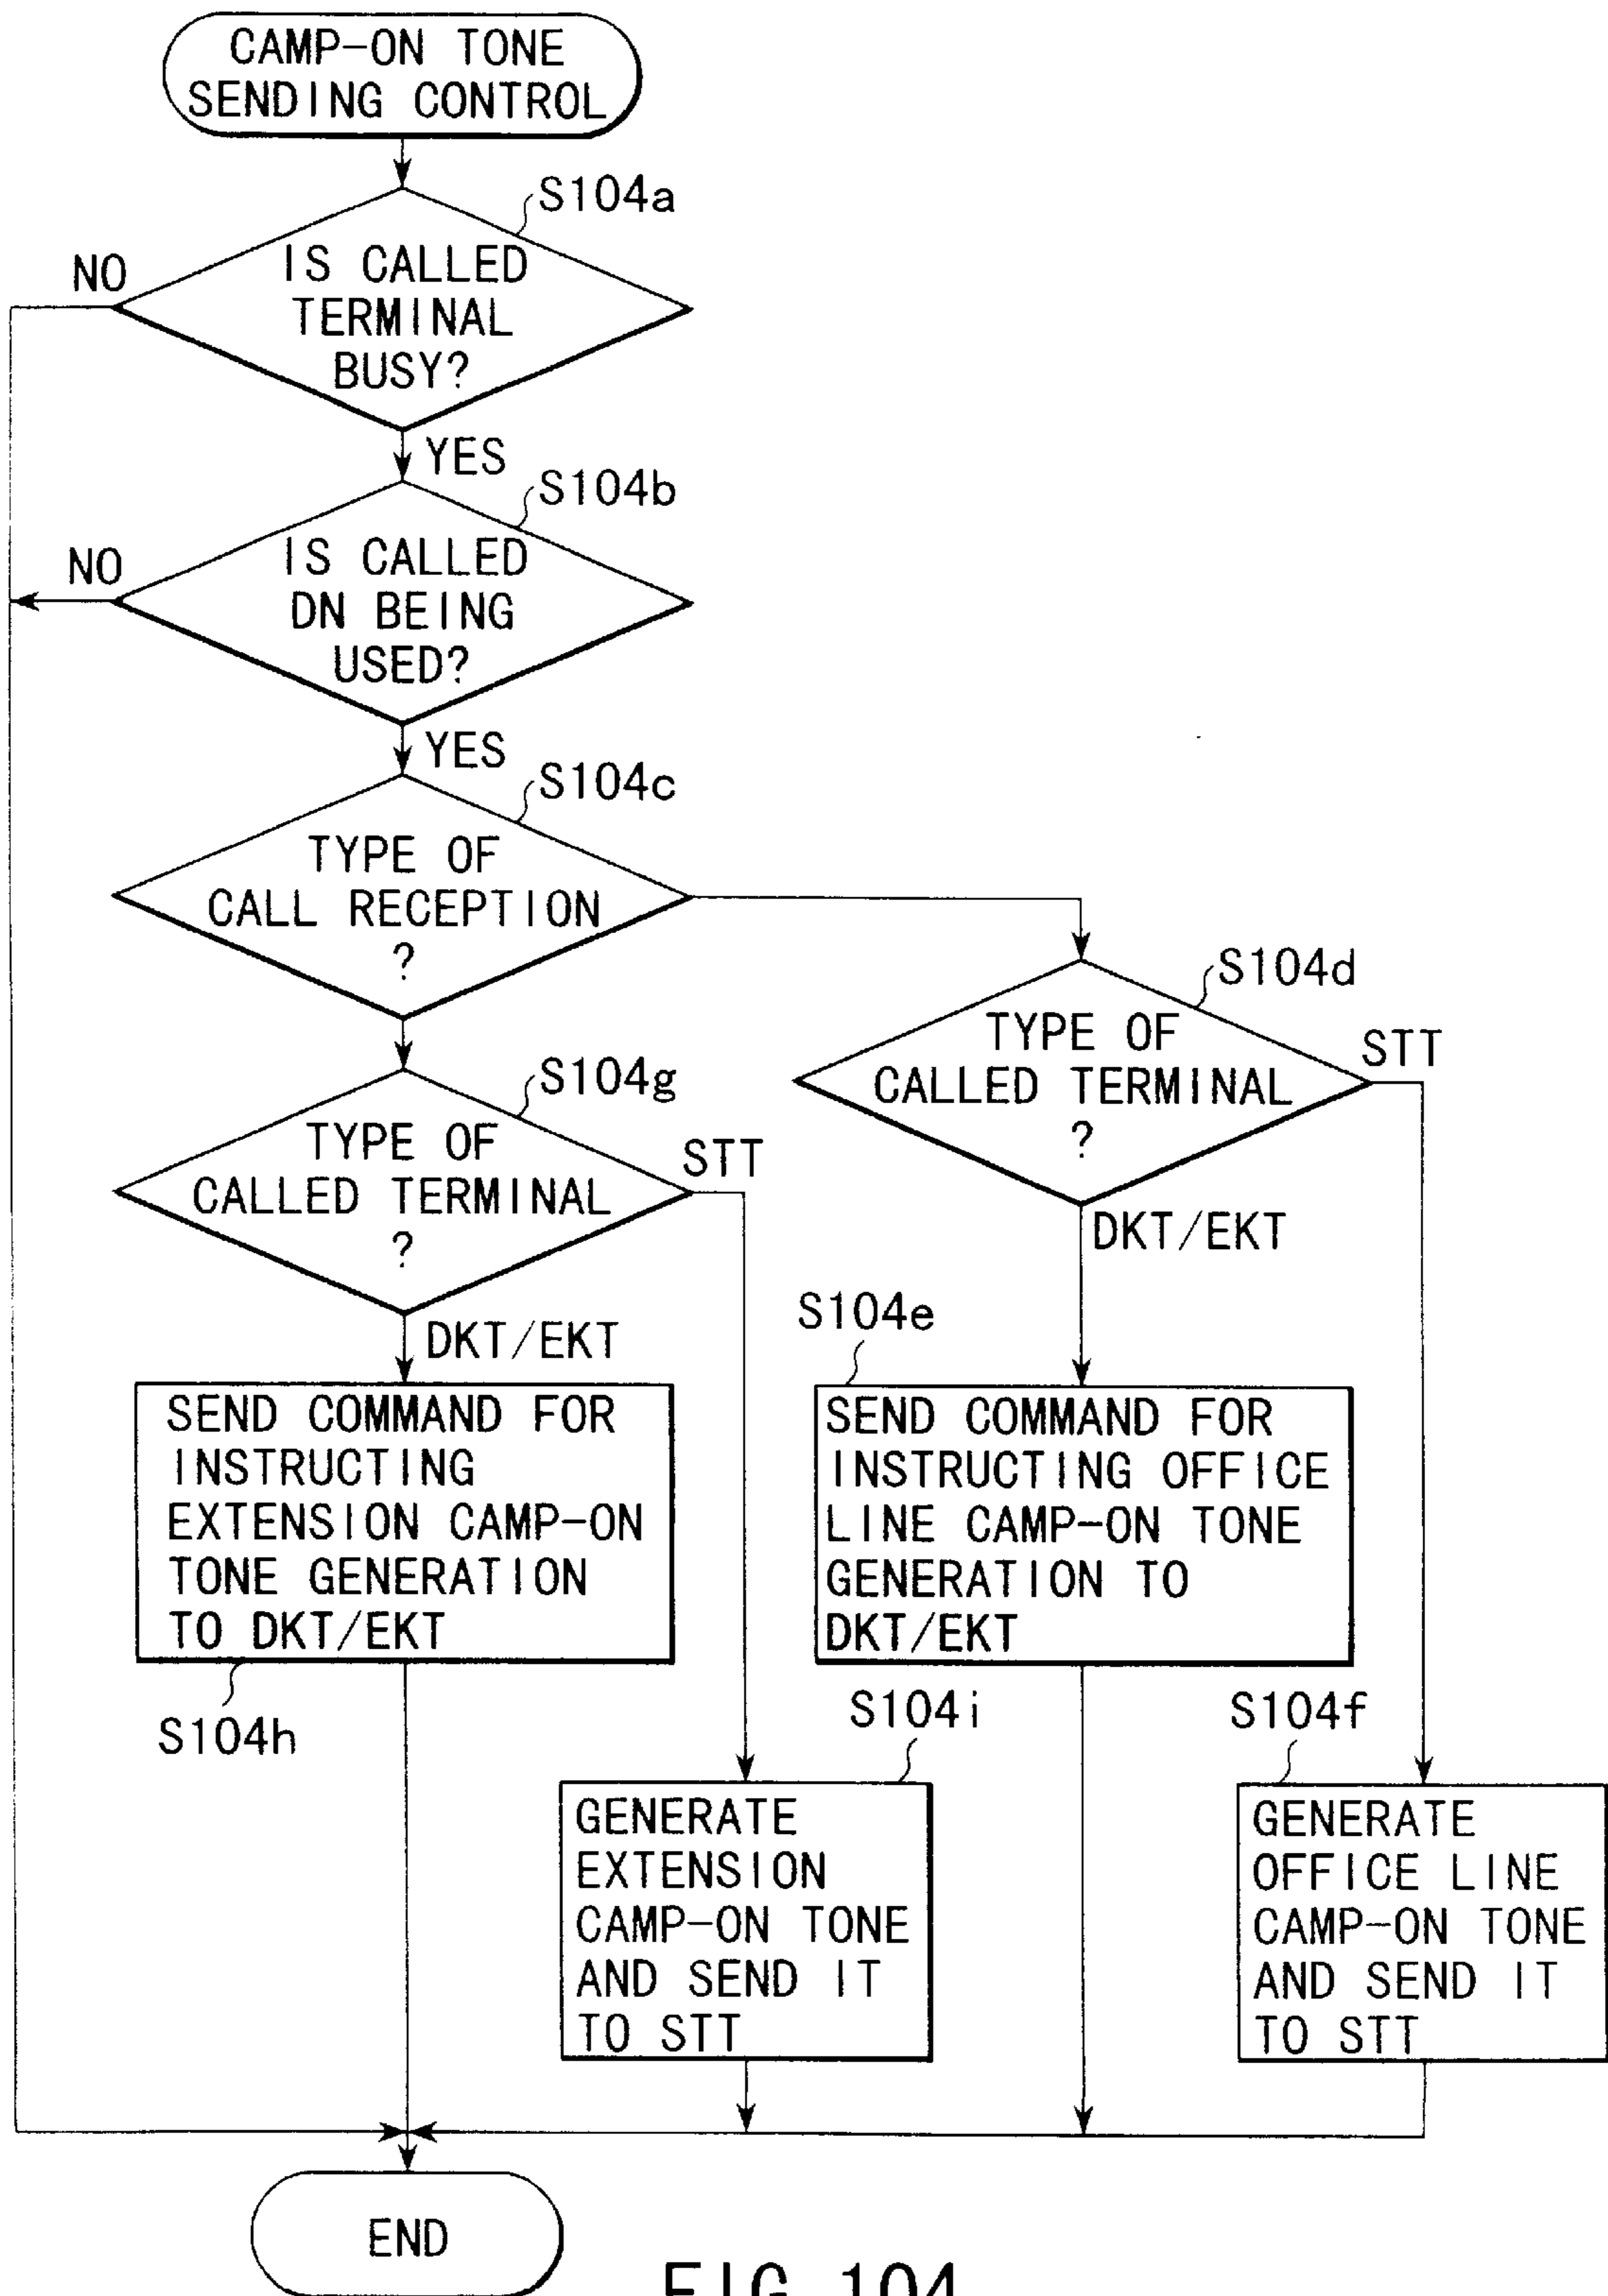 CAMP-ON TONE
SENDING CONTROL
S104a
NO
IS CALLED
TERMINAL
BUSY?
YES
S104b
NO
IS CALLED
DN BEING
USED?
YES
S104c
TYPE OF
CALL RECEPTION
?
S104d
TYPE OF
CALLED TERMINAL
?
STT
DKT/EKT
S104g
TYPE OF
CALLED TERMINAL
?
STT
DKT/EKT
S104e
SEND COMMAND FOR
INSTRUCTING
EXTENSION CAMP-ON
TONE GENERATION
TO DKT/EKT
S104h
SEND COMMAND FOR
INSTRUCTING OFFICE
LINE CAMP-ON TONE
GENERATION TO
DKT/EKT
S104i
GENERATE
EXTENSION
CAMP-ON TONE
AND SEND IT
TO STT
S104f
GENERATE
OFFICE LINE
CAMP-ON TONE
AND SEND IT
TO STT
END
FIG.104